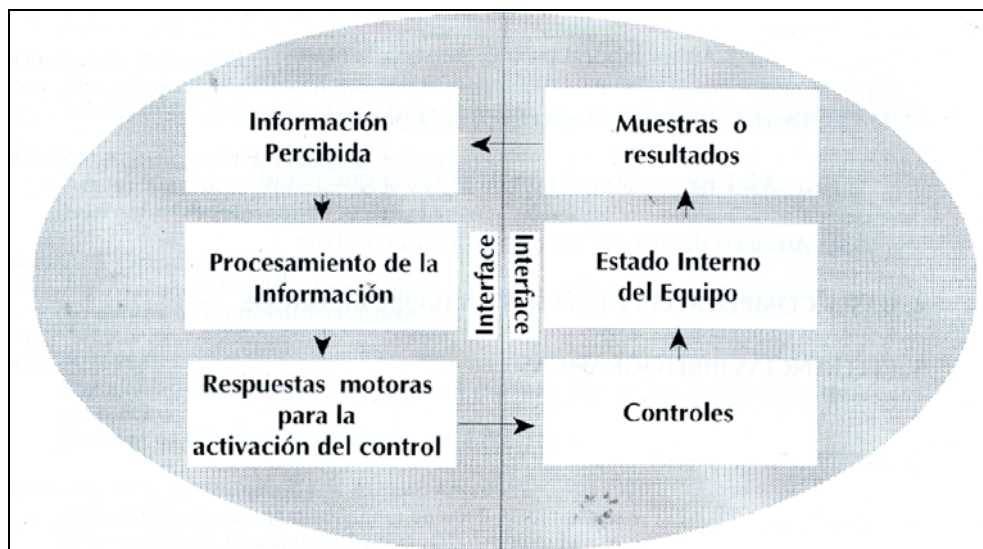 Información
Percibida
Procesamiento de la
Información
Respuestas motoras
para la
activación del control
Interface
Interface
Muestras o
resultados
Estado Interno
del Equipo
Controles